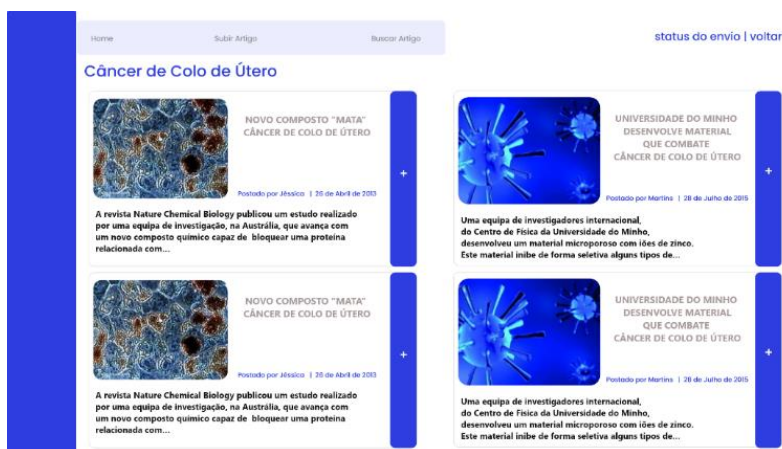 Home
Subir Artigo
Buscar Artigo
status do envio | voltar
Câncer de Colo de Útero
NOVO COMPOSTO "MATA"
CÂNCER DE COLO DE ÚTERO
Postado por Jéssica | 26 de Abril de 2013
+
A revista Nature Chemical Biology publicou um estudo realizado
por uma equipa de investigação, na Austrália, que avança com
um novo composto químico capaz de bloquear uma proteína
relacionada com...
UNIVERSIDADE DO MINHO
DESENVOLVE MATERIAL
QUE COMBATE
CÂNCER DE COLO DE ÚTERO
Postado por Martins | 28 de Julho de 2015
+
Uma equipa de investigadores internacional,
do Centro de Física da Universidade do Minho,
desenvolveu um material microporoso com iões de zinco.
Este material inibe de forma seletiva alguns tipos de...
NOVO COMPOSTO "MATA"
CÂNCER DE COLO DE ÚTERO
Postado por Jéssica | 26 de Abril de 2013
+
A revista Nature Chemical Biology publicou um estudo realizado
por uma equipa de investigação, na Austrália, que avança com
um novo composto químico capaz de bloquear uma proteína
relacionada com...
UNIVERSIDADE DO MINHO
DESENVOLVE MATERIAL
QUE COMBATE
CÂNCER DE COLO DE ÚTERO
Postado por Martins | 28 de Julho de 2015
+
Uma equipa de investigadores internacional,
do Centro de Física da Universidade do Minho,
desenvolveu um material microporoso com iões de zinco.
Este material inibe de forma seletiva alguns tipos de...